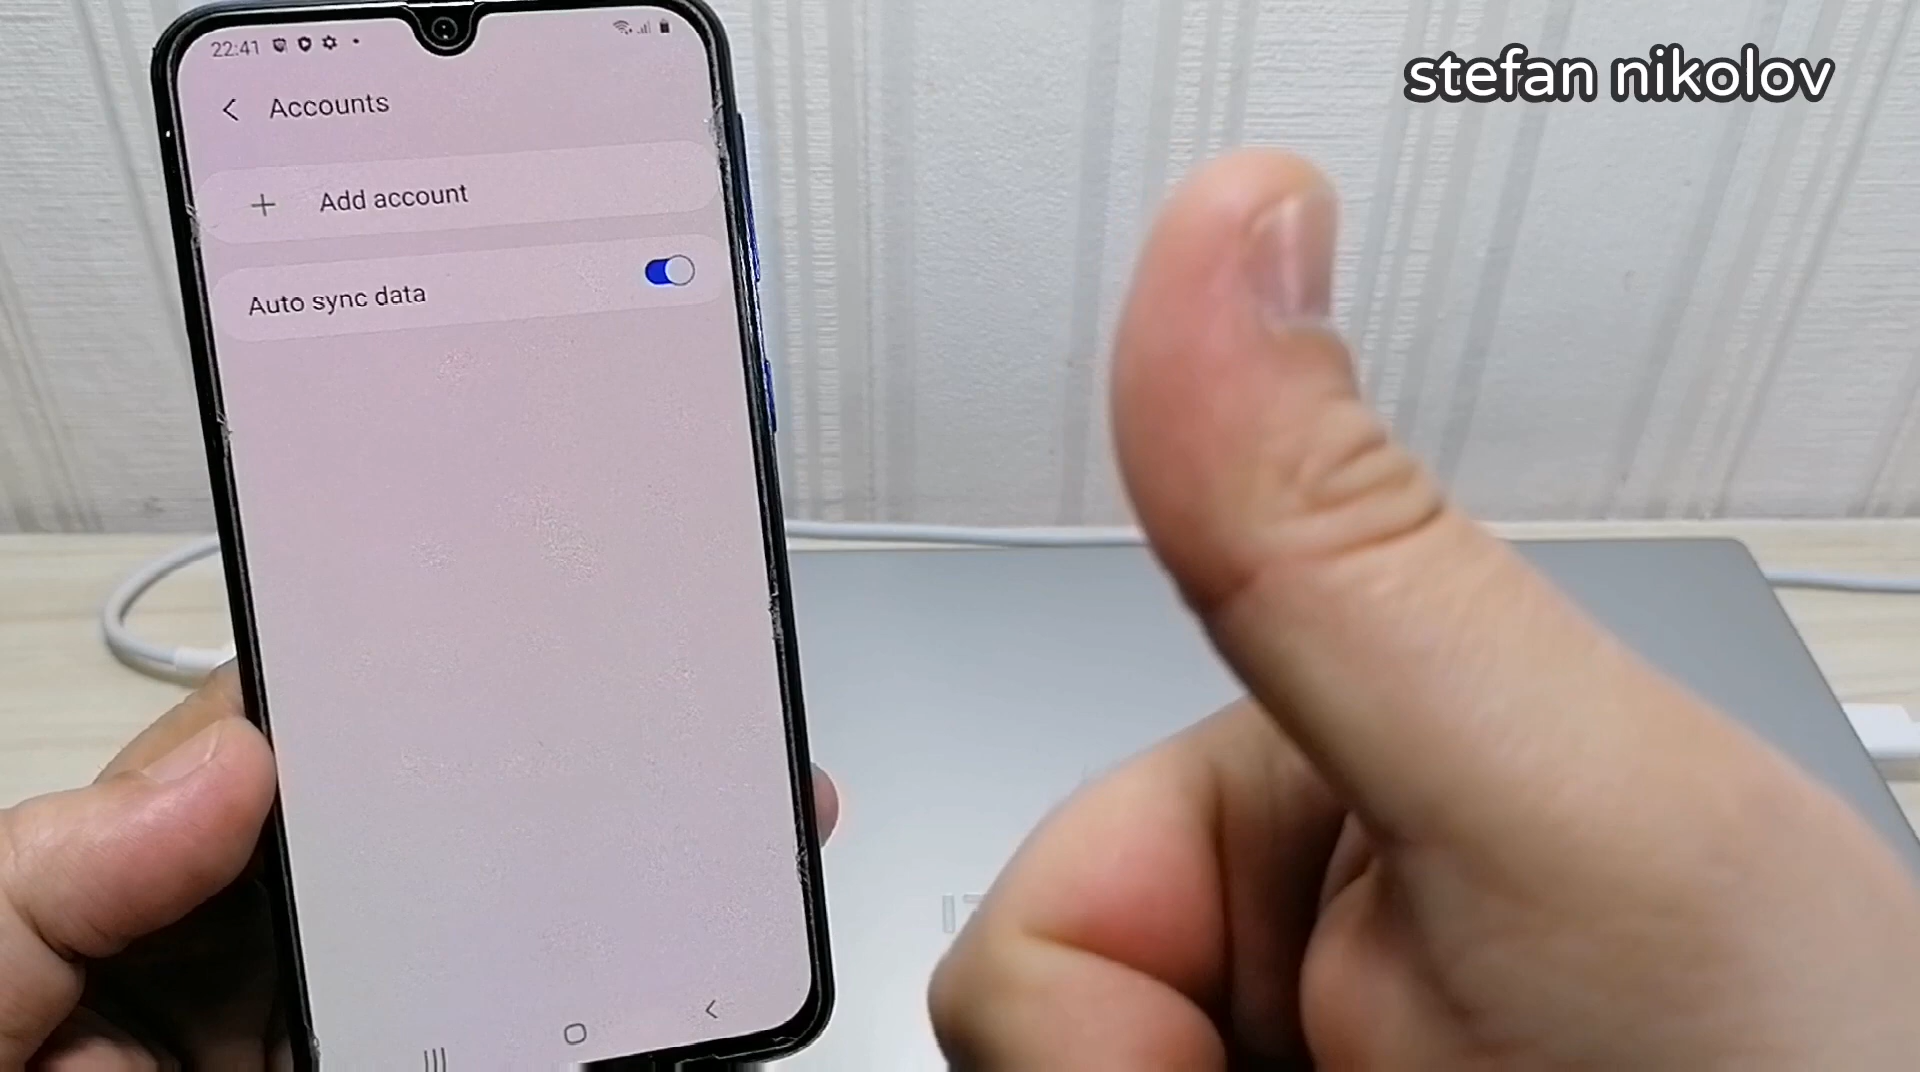 stefan nikolov
22:41
Accounts
Add account
Auto sync data